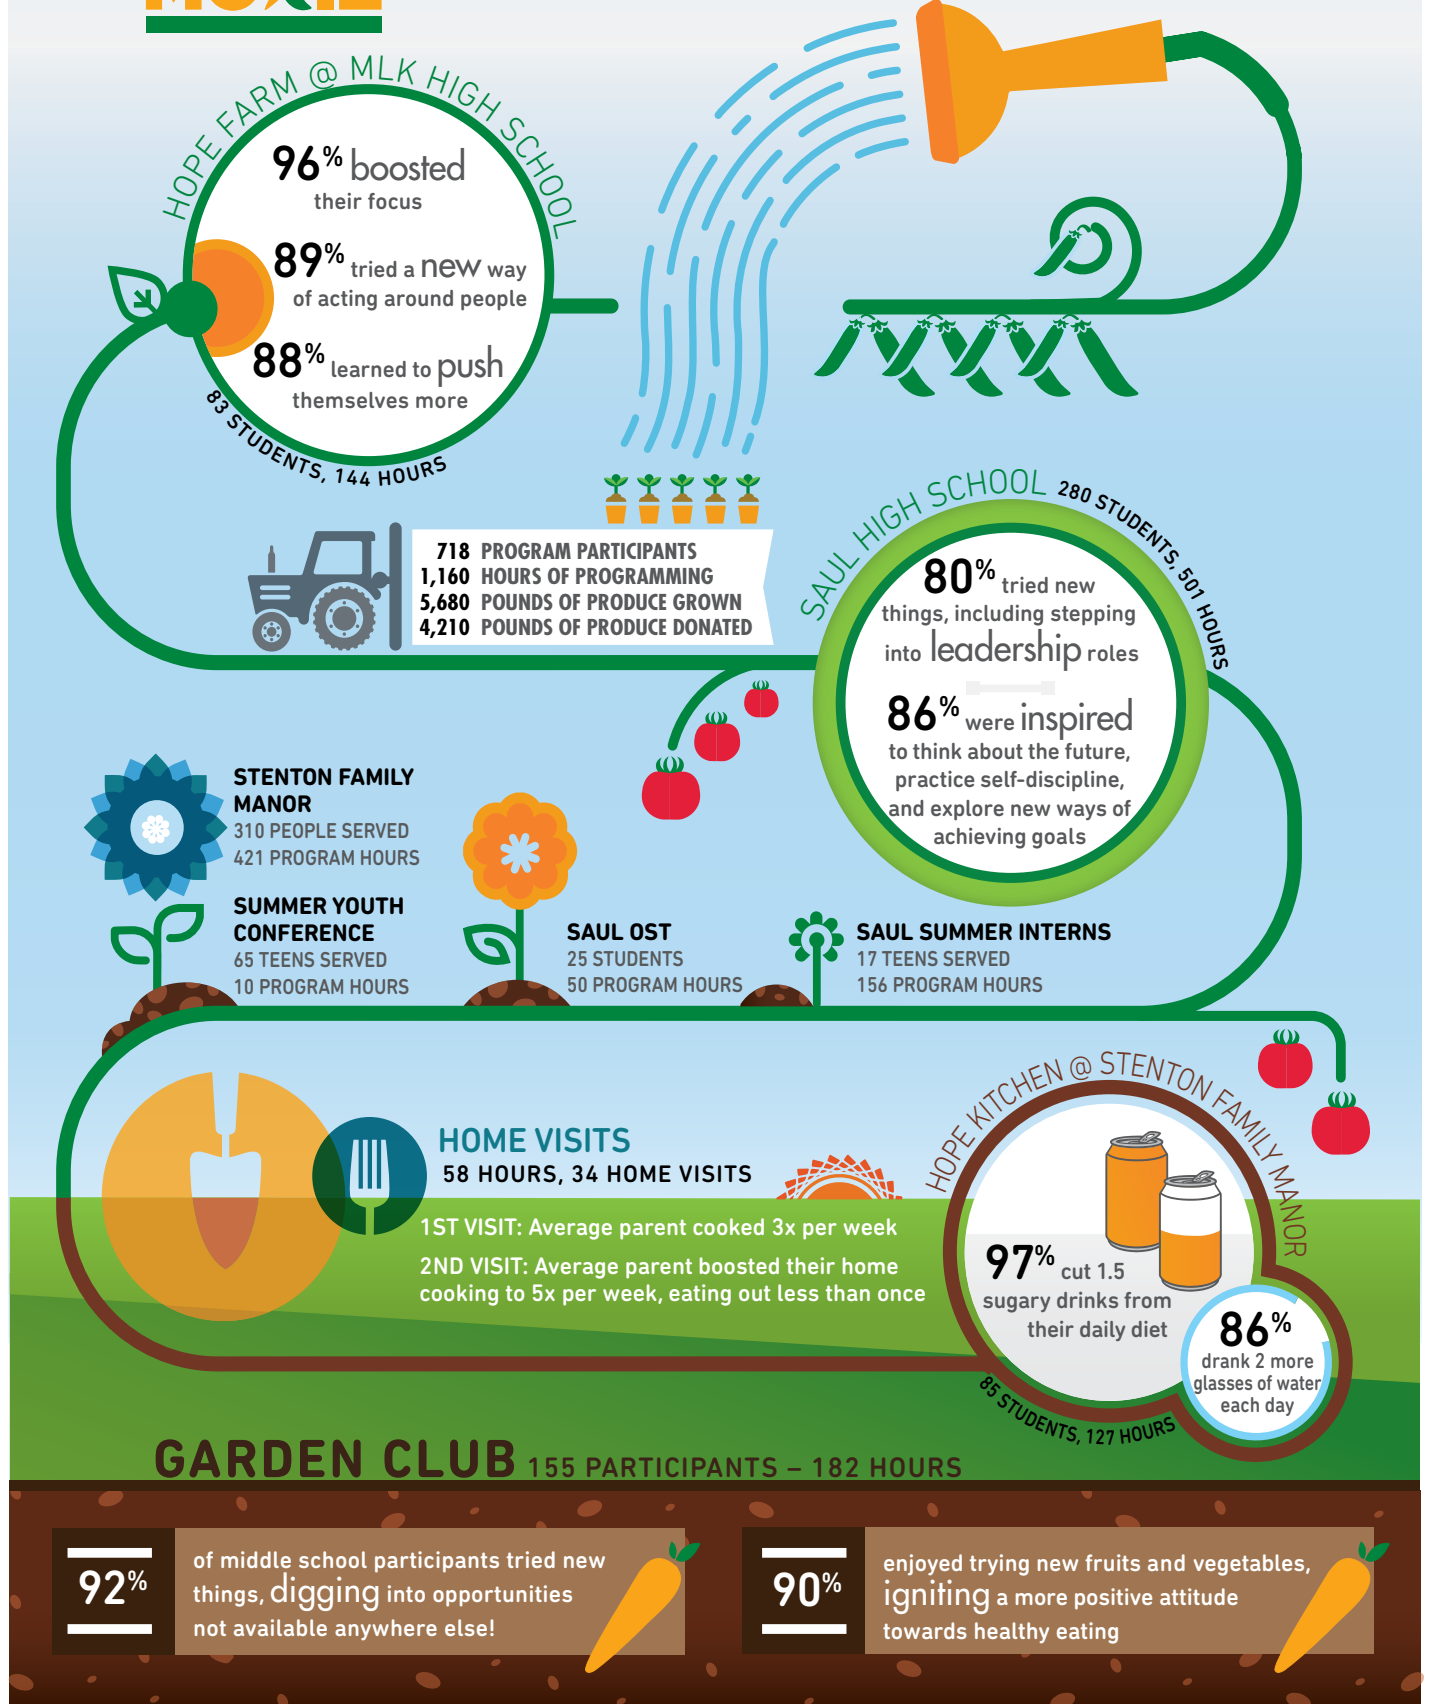 HOPE FARM @ MLK HIGH SCHOOL
96% boosted
their focus
89% tried a new way
of acting around people
88% learned to push
themselves more
83 STUDENTS, 144 HOURS
718 PROGRAM PARTICIPANTS
1,160 HOURS OF PROGRAMMING
5,680 POUNDS OF PRODUCE GROWN
4,210 POUNDS OF PRODUCE DONATED
SAUL HIGH SCHOOL 280 STUDENTS, 501 HOURS
80% tried new
things, including stepping
into leadership roles
86% were inspired
to think about the future,
practice self-discipline,
and explore new ways of
achieving goals
STENTON FAMILY
MANOR
310 PEOPLE SERVED
421 PROGRAM HOURS
SUMMER YOUTH
CONFERENCE
65 TEENS SERVED
10 PROGRAM HOURS
SAUL OST
25 STUDENTS
50 PROGRAM HOURS
SAUL SUMMER INTERNS
17 TEENS SERVED
156 PROGRAM HOURS
HOME VISITS
58 HOURS, 34 HOME VISITS
1ST VISIT: Average parent cooked 3x per week
2ND VISIT: Average parent boosted their home
cooking to 5x per week, eating out less than once
HOPE KITCHEN @ STENTON FAMILY MANOR
97% cut 1.5
sugary drinks from
their daily diet
86%
drank 2 more
glasses of water
each day
85 STUDENTS, 127 HOURS
GARDEN CLUB 155 PARTICIPANTS – 182 HOURS
92%
of middle school participants tried new
things, digging into opportunities
not available anywhere else!
90%
enjoyed trying new fruits and vegetables,
igniting a more positive attitude
towards healthy eating